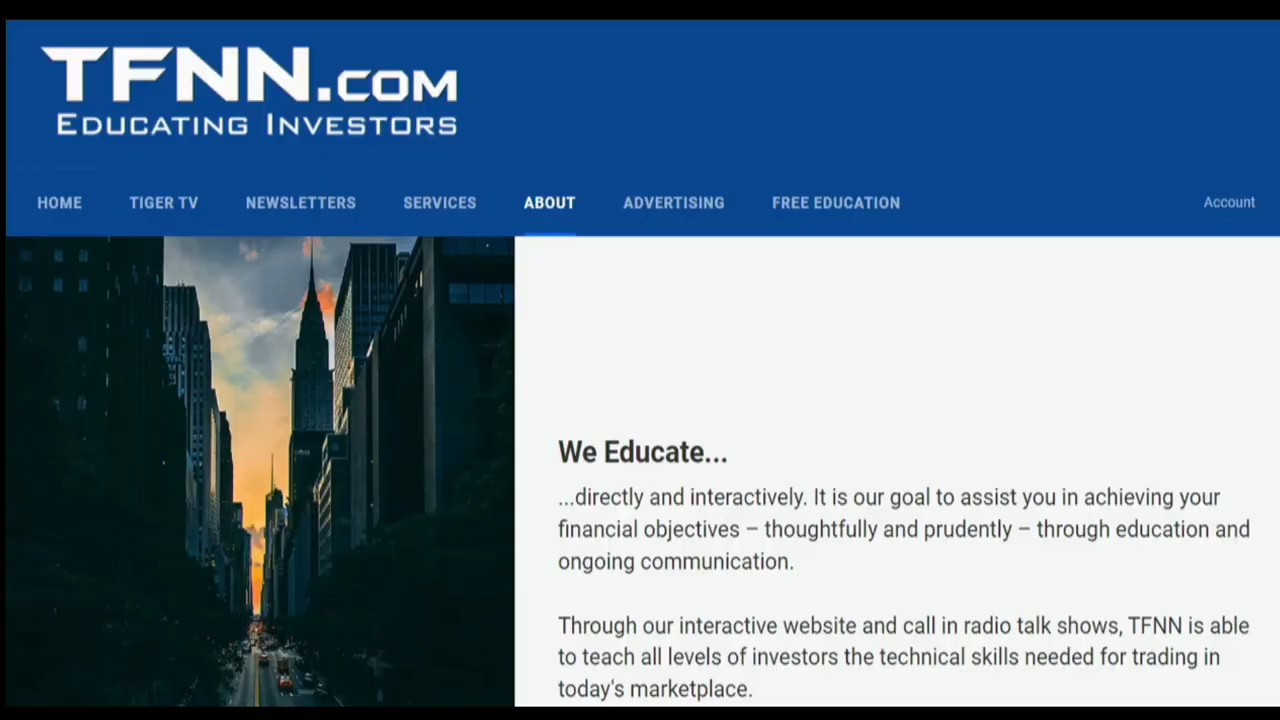 TFNN.COM
EDUCATING INVESTORS
HOME TIGER TV NEWSLETTERS SERVICES ABOUT ADVERTISING FREE EDUCATION Account
We Educate...
...directly and interactively. It is our goal to assist you in achieving your
financial objectives – thoughtfully and prudently – through education and
ongoing communication.
Through our interactive website and call in radio talk shows, TFNN is able
to teach all levels of investors the technical skills needed for trading in
today's marketplace.